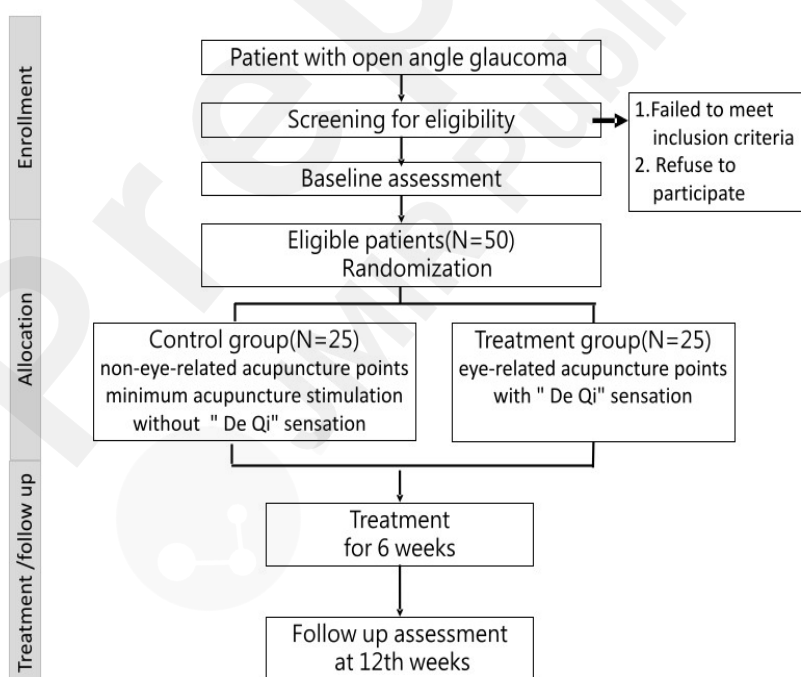 Enrollment
Patient with open angle glaucoma
Screening for eligibility
1.Failed to meet
inclusion criteria
2. Refuse to
participate
Baseline assessment
Allocation
Eligible patients(N=50)
Randomization
Control group(N=25)
non-eye-related acupuncture points
minimum acupuncture stimulation
without " De Qi" sensation
Treatment group(N=25)
eye-related acupuncture points
with " De Qi" sensation
Treatment /follow up
Treatment
for 6 weeks
Follow up assessment
at 12th weeks